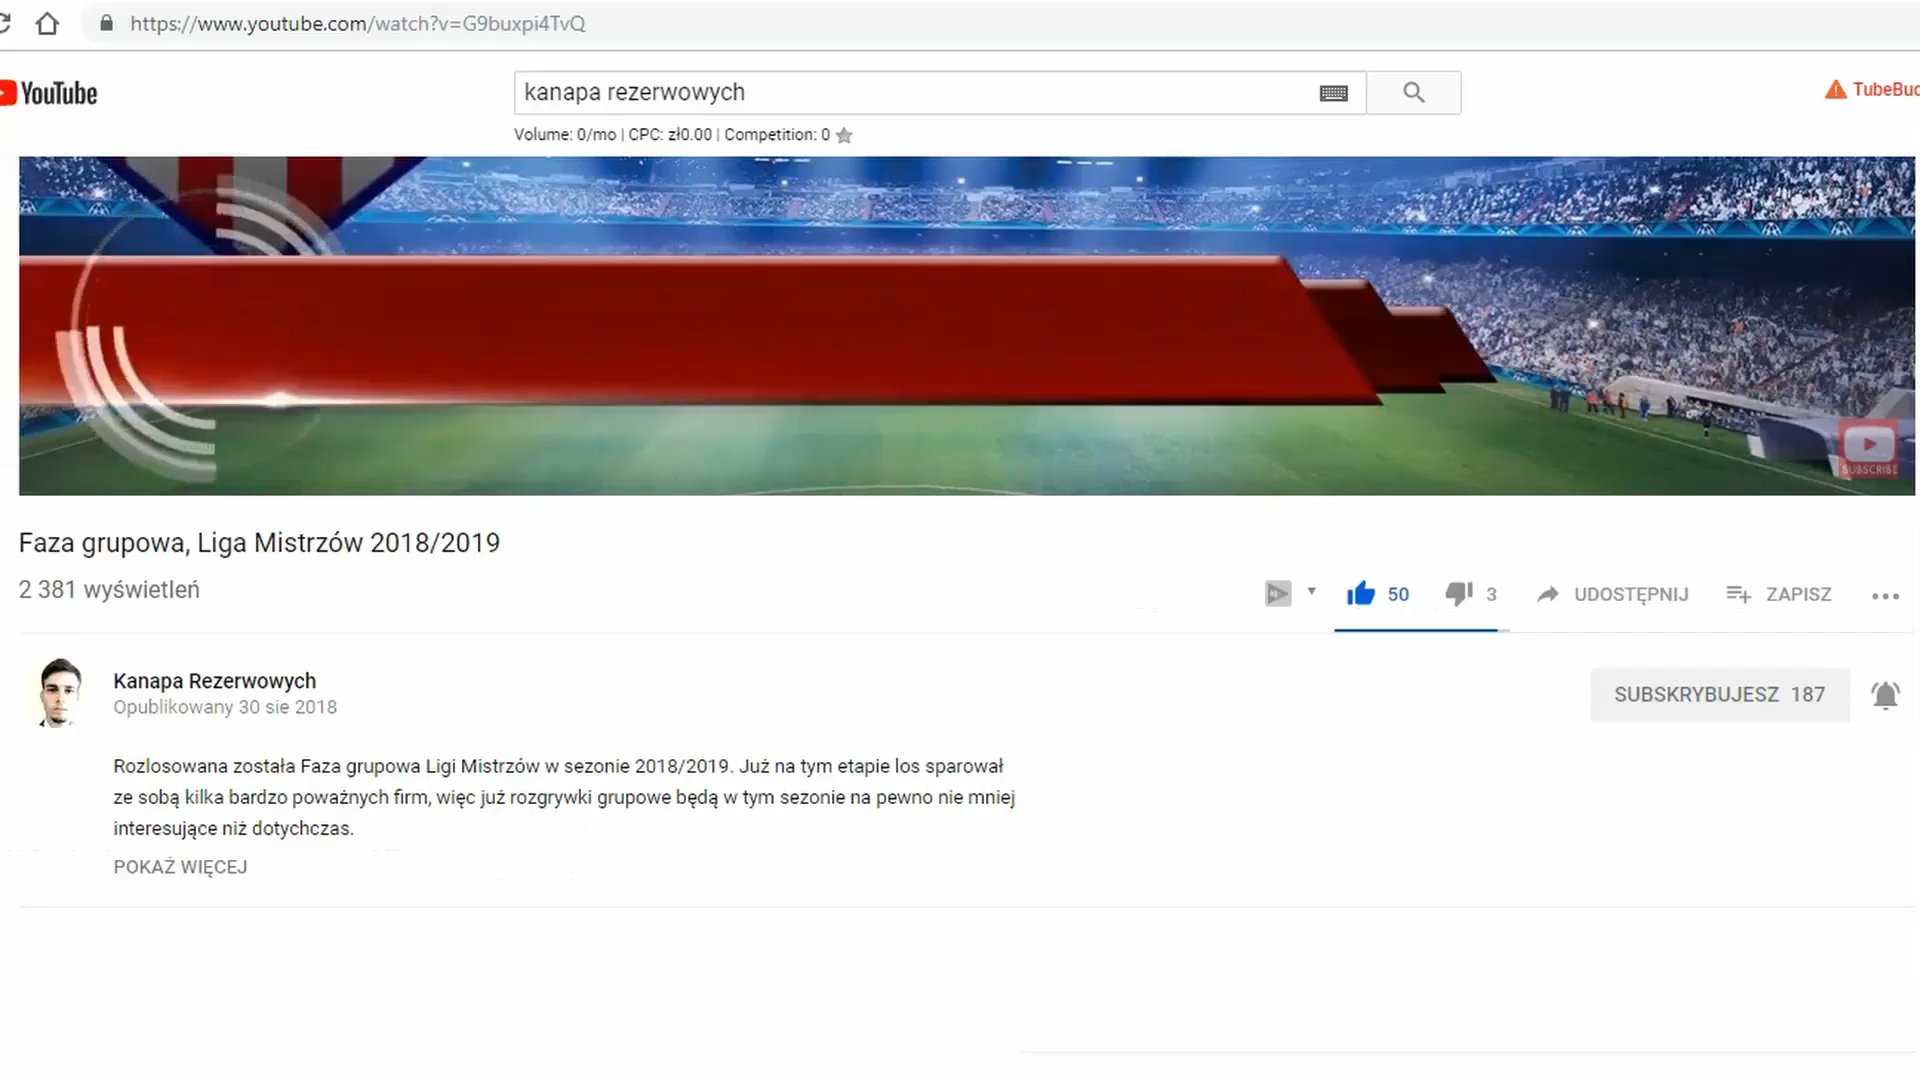 https://www.youtube.com/watch?v=G9buxpi4TvQ
YouTube
kanapa rezerwowych
TubeBud
Volume: 0/mo | CPC: zł0.00 | Competition: 0
SUBSCRIBE
Faza grupowa, Liga Mistrzów 2018/2019
2 381 wyświetleń
50 3 UDOSTĘPNIJ ZAPISZ
Kanapa Rezerwowych
Opublikowany 30 sie 2018
SUBSKRYBUJESZ 187
Rozlosowana została Faza grupowa Ligi Mistrzów w sezonie 2018/2019. Już na tym etapie los sparował
ze sobą kilka bardzo poważnych firm, więc już rozgrywki grupowe będą w tym sezonie na pewno nie mniej
interesujące niż dotychczas.
POKAŻ WIĘCEJ